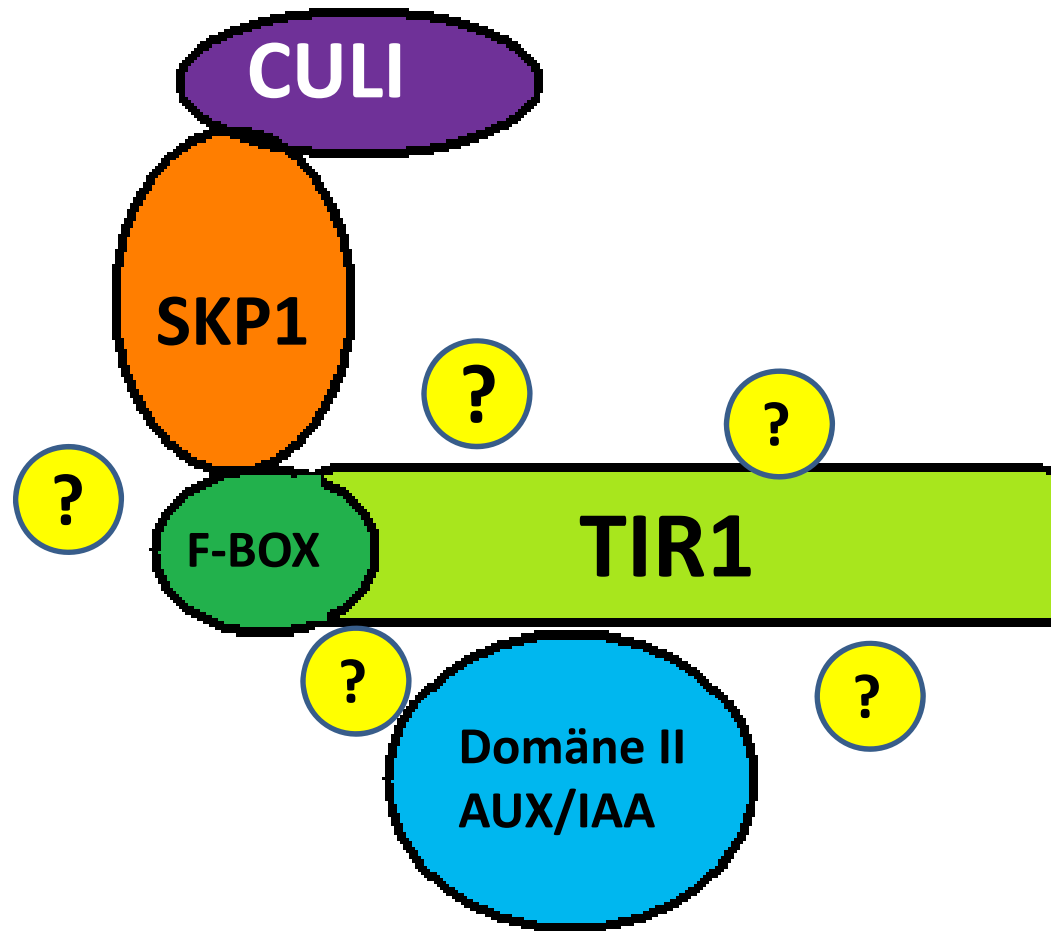 CULI
SKP1
?
?
?
F-BOX
TIR1
?
?
Domäne II
AUX/IAA